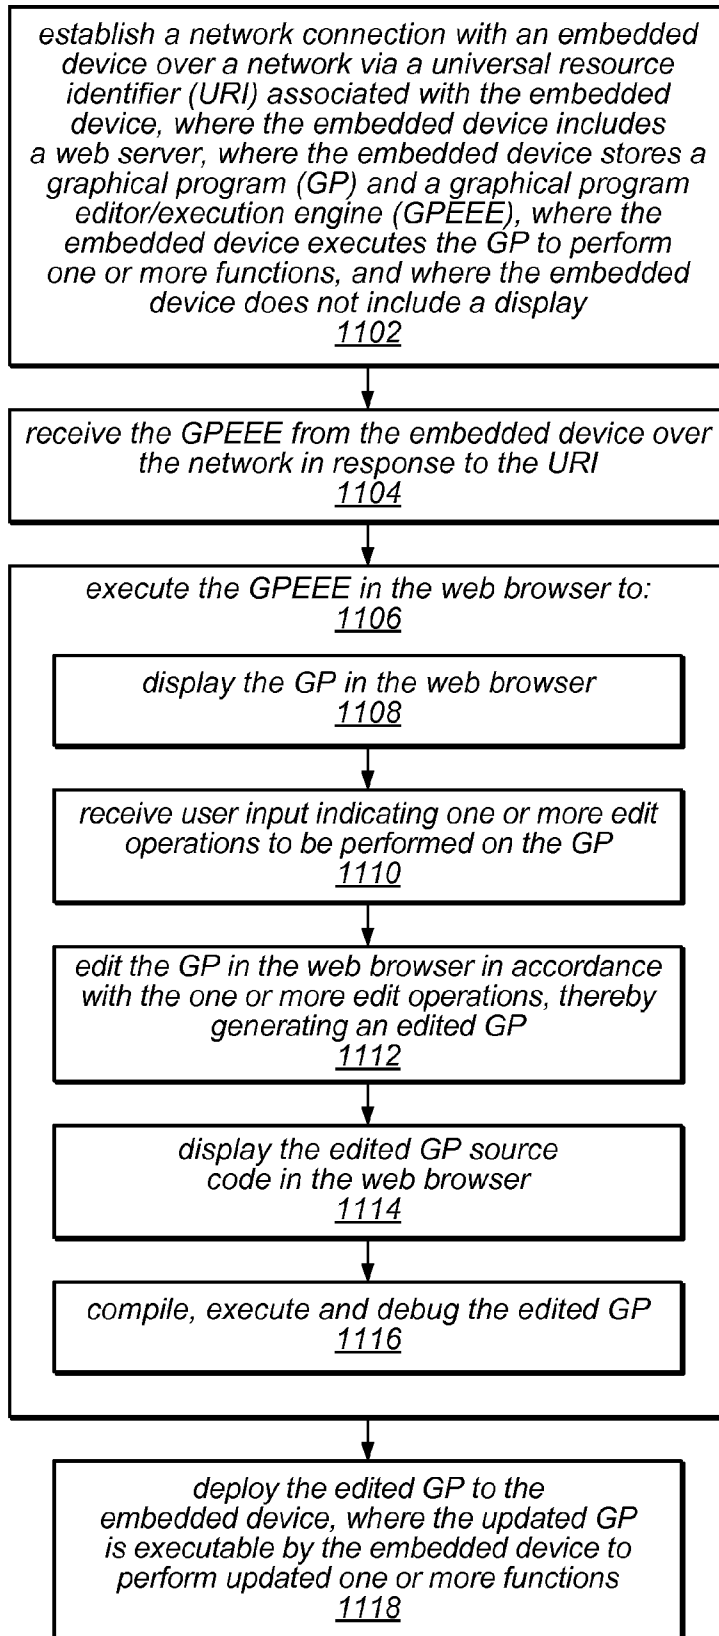 establish a network connection with an embedded
device over a network via a universal resource
identifier (URI) associated with the embedded
device, where the embedded device includes
a web server, where the embedded device stores a
graphical program (GP) and a graphical program
editor/execution engine (GPEEE), where the
embedded device executes the GP to perform
one or more functions, and where the embedded
device does not include a display
1102
receive the GPEEE from the embedded device over
the network in response to the URI
1104
execute the GPEEE in the web browser to:
1106
display the GP in the web browser
1108
receive user input indicating one or more edit
operations to be performed on the GP
1110
edit the GP in the web browser in accordance
with the one or more edit operations, thereby
generating an edited GP
1112
display the edited GP source
code in the web browser
1114
compile, execute and debug the edited GP
1116
deploy the edited GP to the
embedded device, where the updated GP
is executable by the embedded device to
perform updated one or more functions
1118